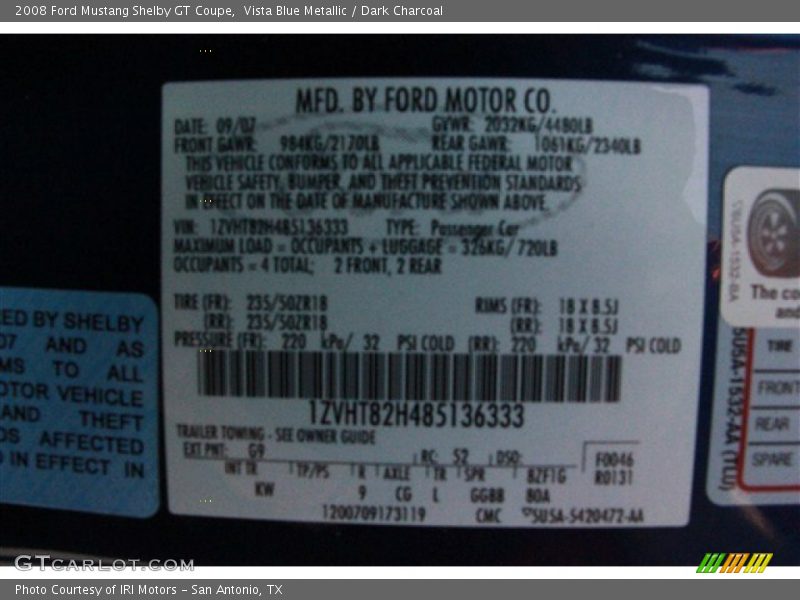 2008 Ford Mustang Shelby GT Coupe,  Vista Blue Metallic / Dark Charcoal
MFD. BY FORD MOTOR CO.
DATE: 09/07 GVWR: 2032KG/4480LB
FRONT GAWR: 984KG/2170LB REAR GAWR: 1061KG/2340LB
THIS VEHICLE CONFORMS TO ALL APPLICABLE FEDERAL MOTOR
VEHICLE SAFETY, BUMPER, AND THEFT PREVENTION STANDARDS
IN EFFECT ON THE DATE OF MANUFACTURE SHOWN ABOVE.
VIN: 1ZVHT82H485136333 TYPE: Passenger Car
MAXIMUM LOAD = OCCUPANTS + LUGGAGE = 326KG/720LB
OCCUPANTS = 4 TOTAL; 2 FRONT, 2 REAR
TIRE (FR): 235/50ZR18 RIMS (FR): 18 X 8.5J
(RR): 235/50ZR18 (RR): 18 X 8.5J
PRESSURE (FR): 220 kPa/ 32 PSI COLD (RR): 220 kPa/ 32 PSI COLD
1ZVHT82H485136333
TRAILER TOWING - SEE OWNER GUIDE
EXT PNT: G9 RC: 52 DSO:
INT TR TP/PS R AXLE TR SPR BZF1G F0046
R0131
KW 9 CG L GGBB BOA
1200709173119 CMC 5U5A-5420472-AA
RED BY SHELBY
07 AND AS
MS TO ALL
OTOR VEHICLE
AND THEFT
DS AFFECTED
IN EFFECT IN
The co
and
TIRE
FRONT
REAR
SPARE
5U5A-1532-AA (TLD)
GTCarLot.com
Photo Courtesy of IRI Motors - San Antonio, TX